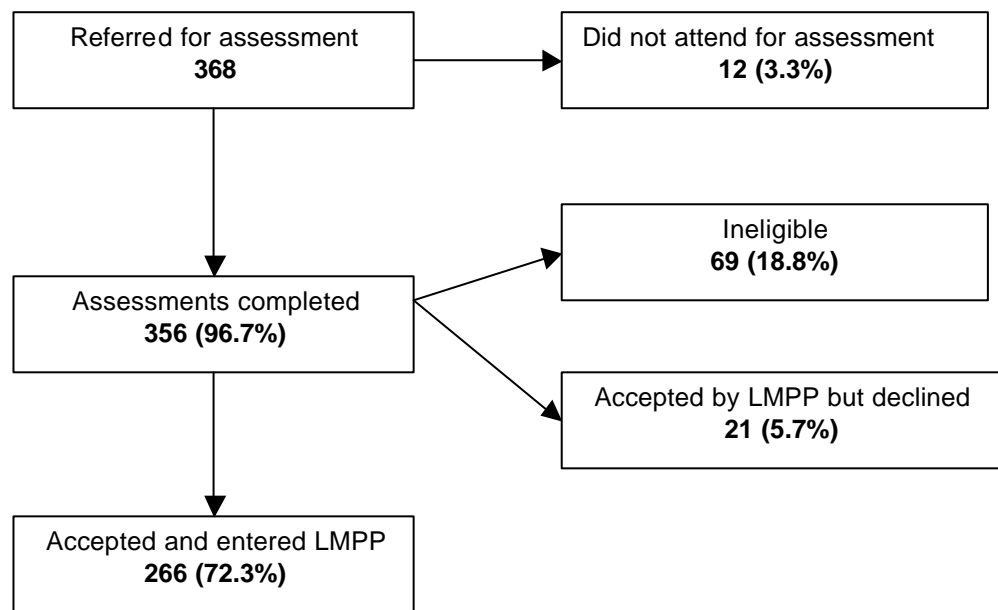 Referred for assessment
368
Did not attend for assessment
12 (3.3%)
Ineligible
69 (18.8%)
Assessments completed
356 (96.7%)
Accepted by LMPP but declined
21 (5.7%)
Accepted and entered LMPP
266 (72.3%)